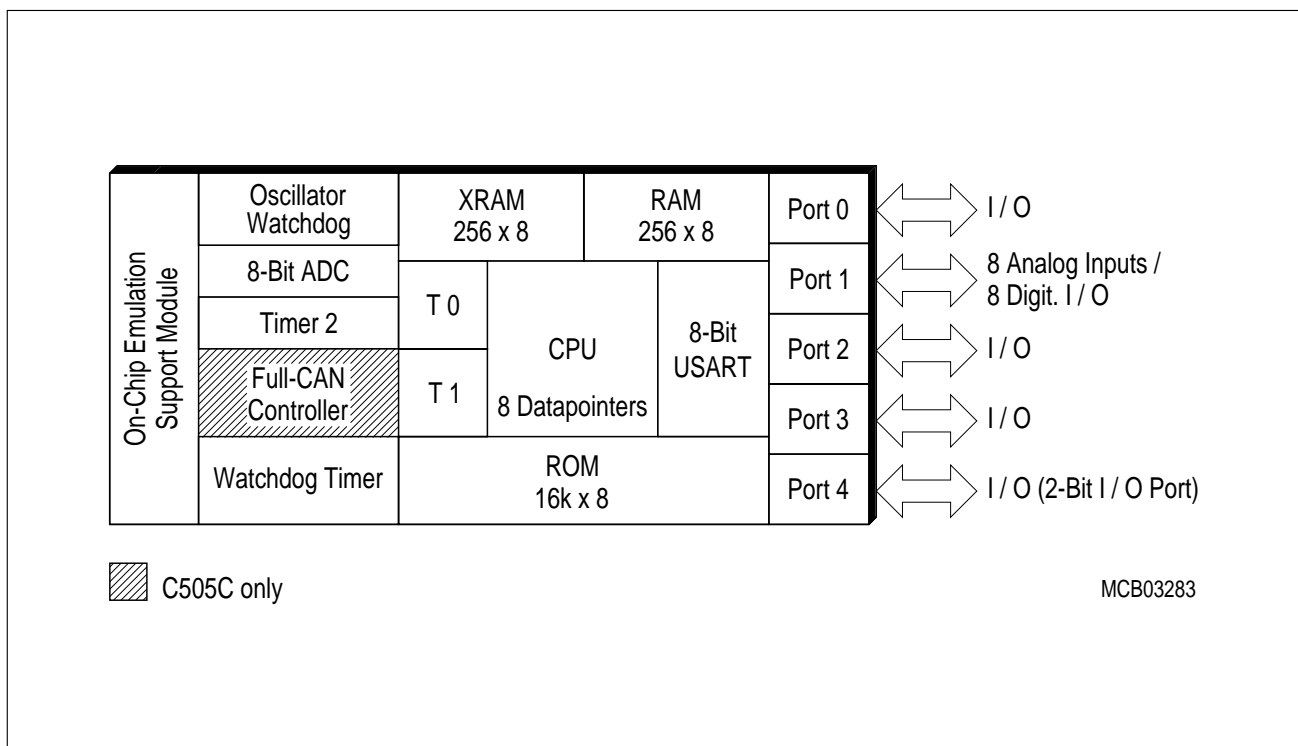 On-Chip Emulation
Support Module
Oscillator
Watchdog
8-Bit ADC
Timer 2
Full-CAN
Controller
Watchdog Timer
XRAM
256 x 8
RAM
256 x 8
T 0
T 1
CPU
8 Datapointers
8-Bit
USART
ROM
16k x 8
Port 0
I / O
Port 1
8 Analog Inputs /
8 Digit. I / O
Port 2
I / O
Port 3
I / O
Port 4
I / O (2-Bit I / O Port)
C505C only
MCB03283